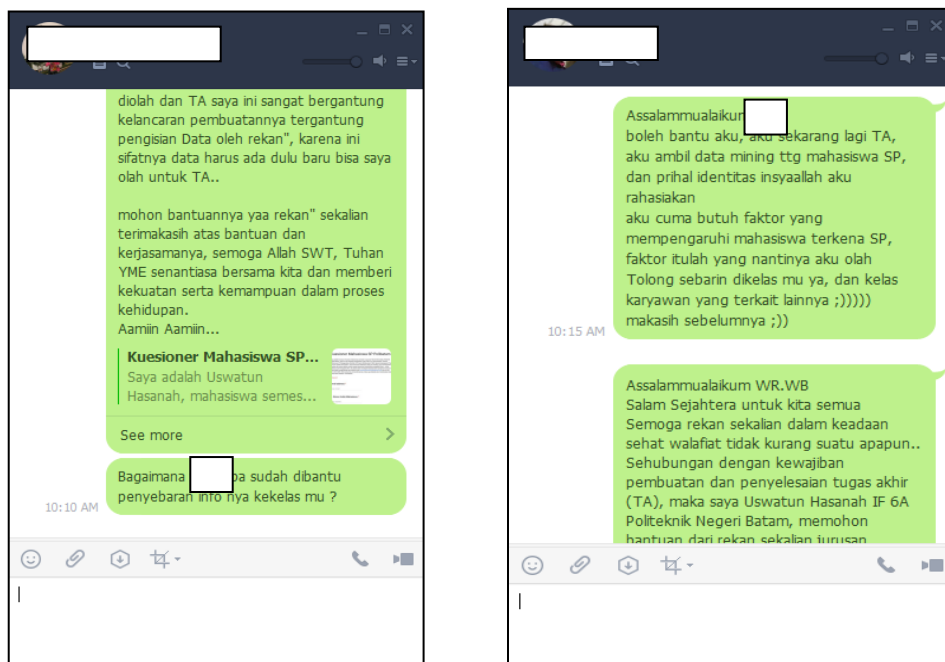 diolah dan TA saya ini sangat bergantung
kelancaran pembuatannya tergantung
pengisian Data oleh rekan", karena ini
sifatnya data harus ada dulu baru bisa saya
olah untuk TA..
mohon bantuannya yaa rekan" sekalian
terimakasih atas bantuan dan
kerjasamanya, semoga Allah SWT, Tuhan
YME senantiasa bersama kita dan memberi
kekuatan serta kemampuan dalam proses
kehidupan.
Aamiin Aamiin...
Kuesioner Mahasiswa SP...
Saya adalah Uswatun
Hasanah, mahasiswa semes...
See more
Bagaimana sudah dibantu
penyebaran info nya kekelas mu ?
10:10 AM
Assalammualaikum
boleh bantu aku, aku sekarang lagi TA,
aku ambil data mining ttg mahasiswa SP,
dan prihal identitas insyaallah aku
rahasiakan
aku cuma butuh faktor yang
mempengaruhi mahasiswa terkena SP,
faktor itulah yang nantinya aku olah
Tolong sebarin dikelas mu ya, dan kelas
karyawan yang terkait lainnya ;)))))
makasih sebelumnya ;))
10:15 AM
Assalammualaikum WR.WB
Salam Sejahtera untuk kita semua
Semoga rekan sekalian dalam keadaan
sehat walafiat tidak kurang suatu apapun..
Sehubungan dengan kewajiban
pembuatan dan penyelesaian tugas akhir
(TA), maka saya Uswatun Hasanah IF 6A
Politeknik Negeri Batam, memohon
bantuan dari rekan sekalian jurusan